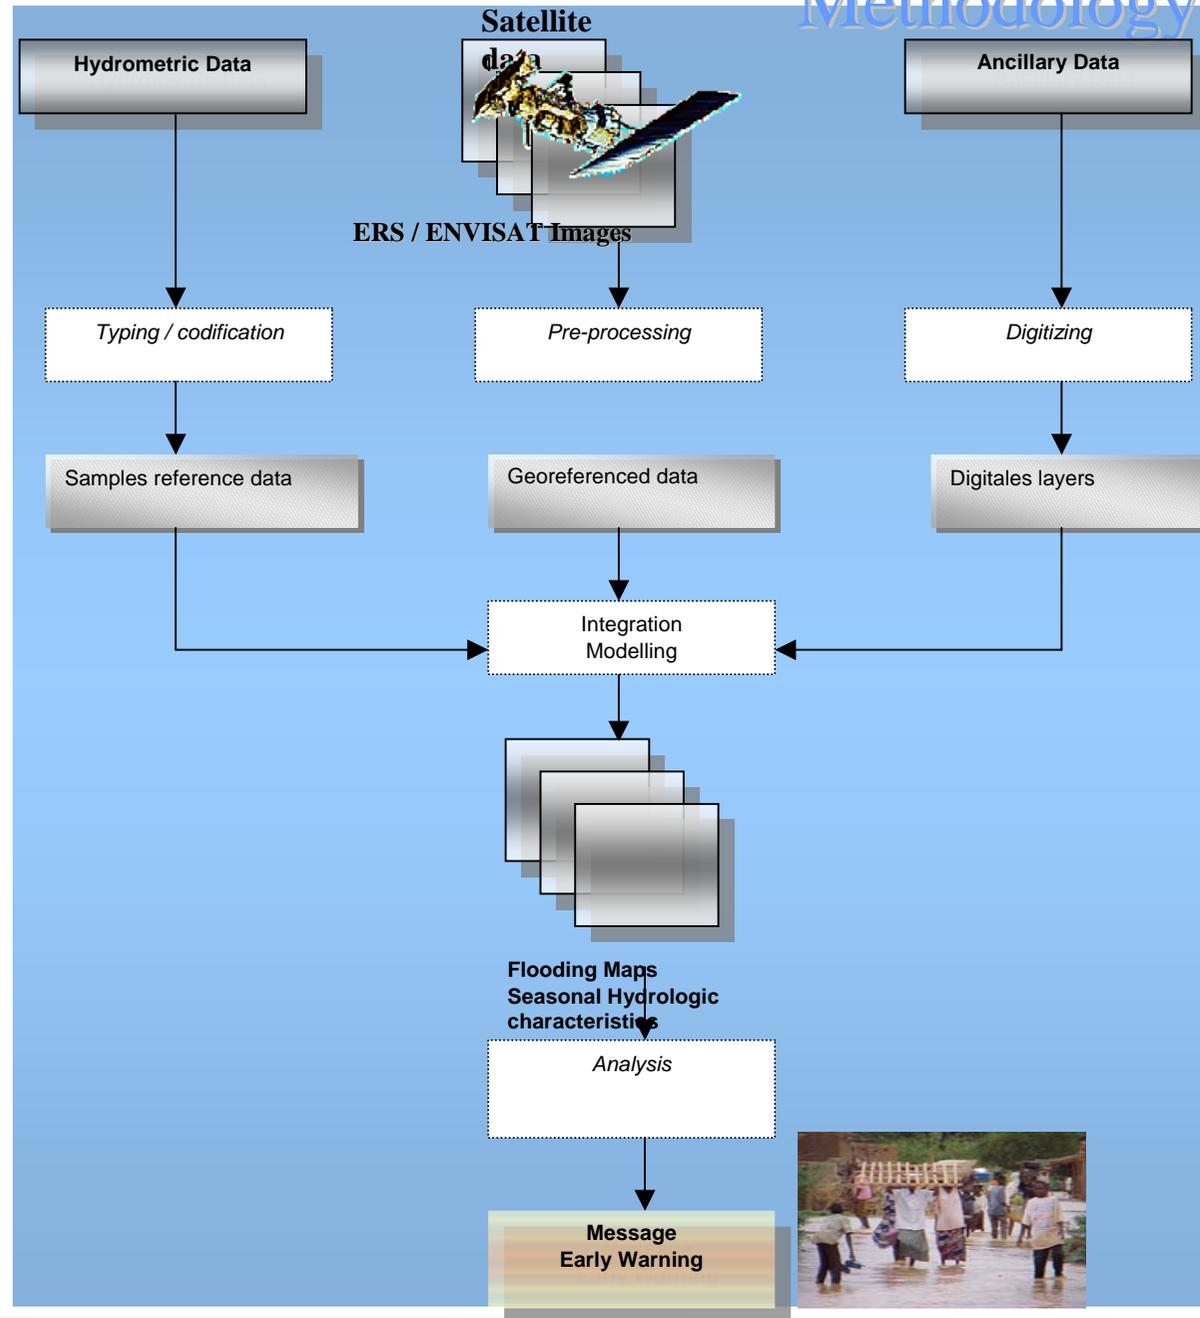 Methodology
Satellite
data
Hydrometric Data
Ancillary Data
ERS / ENVISAT Images
Typing / codification
Pre-processing
Digitizing
Samples reference data
Georeferenced data
Digitales layers
Integration
Modelling
Flooding Maps
Seasonal Hydrologic
characteristics
Analysis
Message
Early Warning